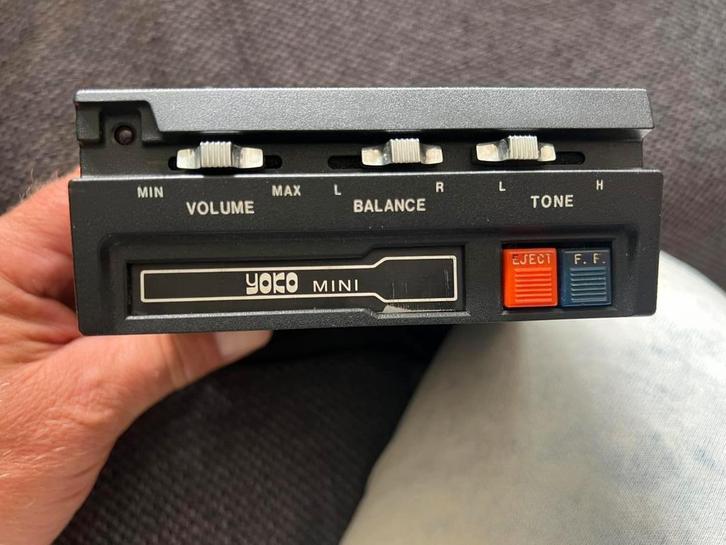 MIN MAX L R L H
VOLUME BALANCE TONE
EJECT F. F.
YOKO MINI